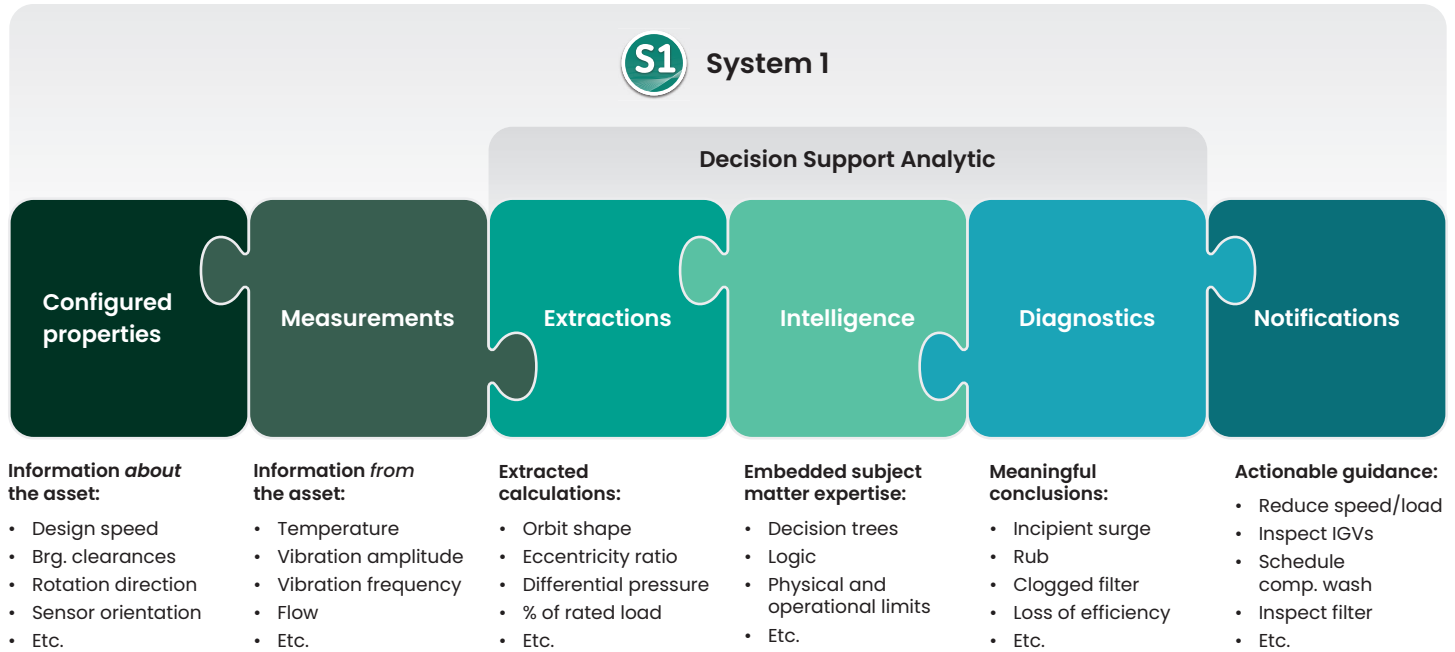 S1 System 1
Decision Support Analytic
Configured
properties
Measurements
Extractions
Intelligence
Diagnostics
Notifications
Information about
the asset:
• Design speed
• Brg. clearances
• Rotation direction
• Sensor orientation
• Etc.
Information from
the asset:
• Temperature
• Vibration amplitude
• Vibration frequency
• Flow
• Etc.
Extracted
calculations:
• Orbit shape
• Eccentricity ratio
• Differential pressure
• % of rated load
• Etc.
Embedded subject
matter expertise:
• Decision trees
• Logic
• Physical and
operational limits
• Etc.
Meaningful
conclusions:
• Incipient surge
• Rub
• Clogged filter
• Loss of efficiency
• Etc.
Actionable guidance:
• Reduce speed/load
• Inspect IGVs
• Schedule
comp. wash
• Inspect filter
• Etc.